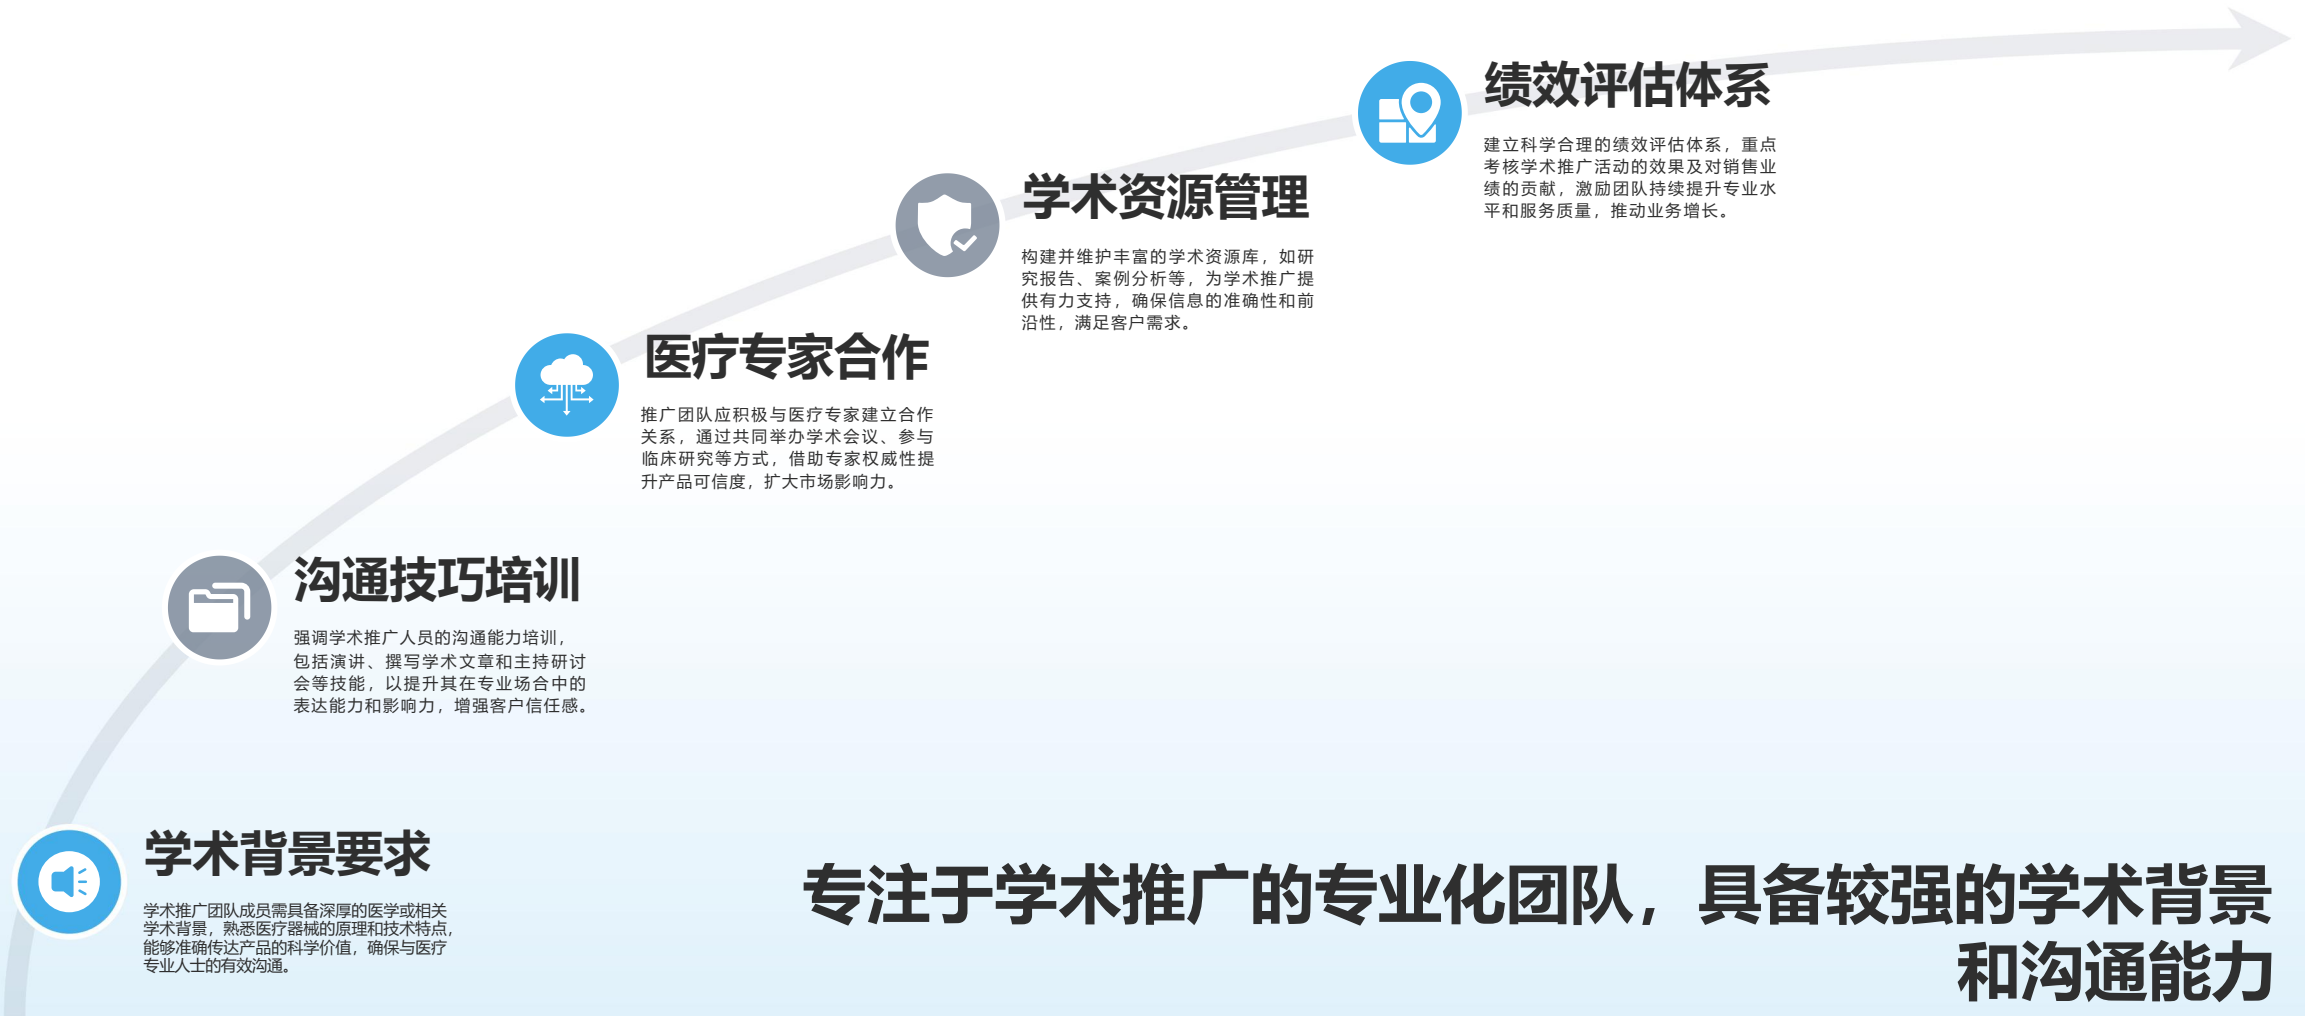 绩效评估体系
建立科学合理的绩效评估体系，重点
考核学术推广活动的效果及对销售业
绩的贡献，激励团队持续提升专业水
平和服务质量，推动业务增长。
学术资源管理
构建并维护丰富的学术资源库，如研
究报告、案例分析等，为学术推广提
供有力支持，确保信息的准确性和前
沿性，满足客户需求。
医疗专家合作
推广团队应积极与医疗专家建立合作
关系，通过共同举办学术会议、参与
临床研究等方式，借助专家权威性提
升产品可信度，扩大市场影响力。
沟通技巧培训
强调学术推广人员的沟通能力培训，
包括演讲、撰写学术文章和主持研讨
会等技能，以提升其在专业场合中的
表达能力和影响力，增强客户信任感。
学术背景要求
学术推广团队成员需具备深厚的医学或相关
学术背景，熟悉医疗器械的原理和技术特点，
能够准确传达产品的科学价值，确保与医疗
专业人士的有效沟通。
专注于学术推广的专业化团队，具备较强的学术背景
和沟通能力